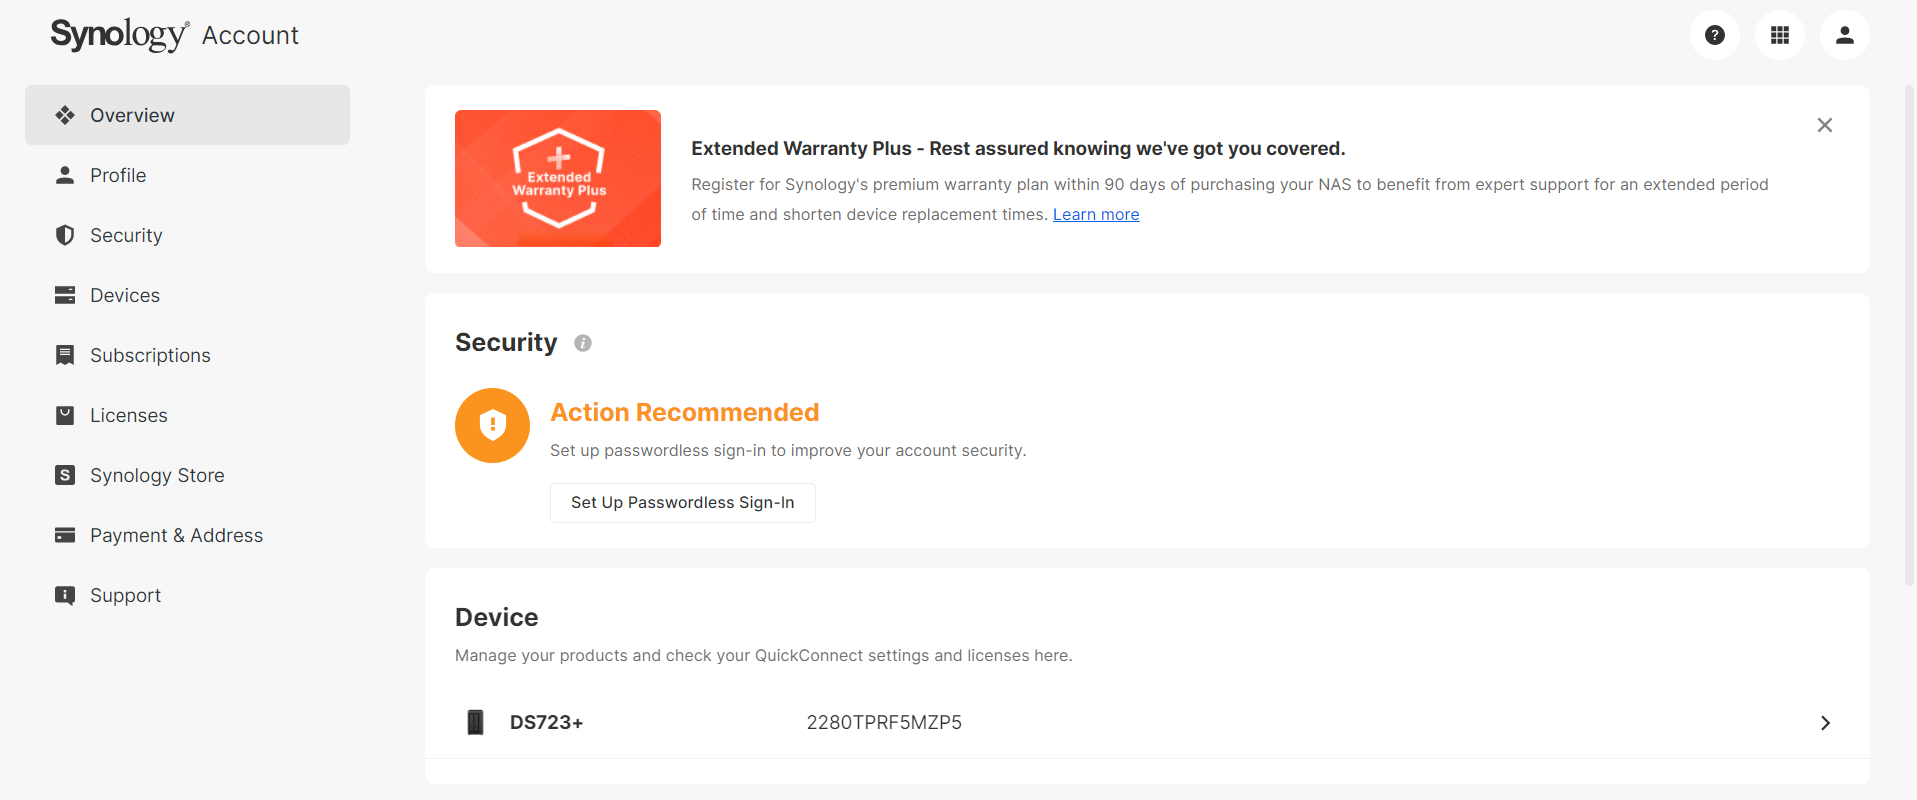 Synology® Account
Overview
Profile
Security
Devices
Subscriptions
Licenses
Synology Store
Payment & Address
Support
Extended
Warranty Plus
Extended Warranty Plus - Rest assured knowing we've got you covered.
Register for Synology's premium warranty plan within 90 days of purchasing your NAS to benefit from expert support for an extended period
of time and shorten device replacement times. Learn more
Security
Action Recommended
Set up passwordless sign-in to improve your account security.
Set Up Passwordless Sign-In
Device
Manage your products and check your QuickConnect settings and licenses here.
DS723+ 2280TPRF5MZP5